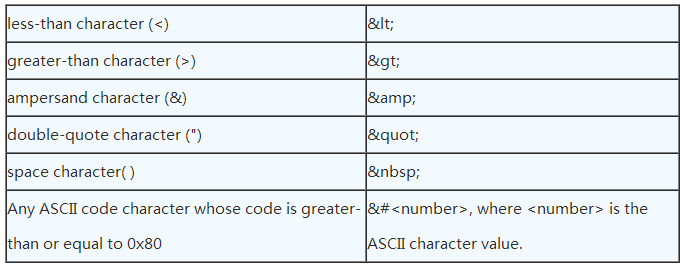 less-than character (<)
&lt;
greater-than character (>)
&gt;
ampersand character (&)
&amp;
double-quote character (")
&quot;
space character( )
&nbsp;
Any ASCII code character whose code is greater-
than or equal to 0x80
&#<number>, where <number> is the
ASCII character value.